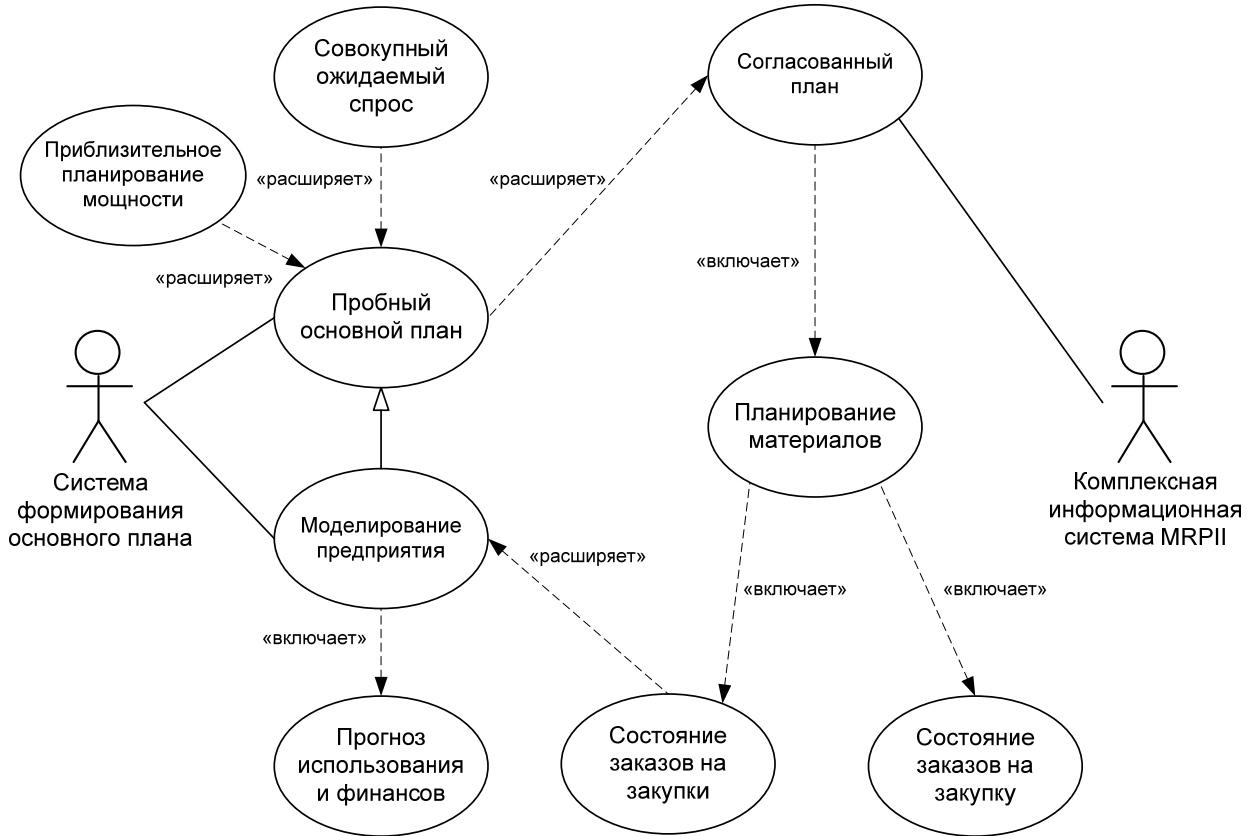 Совокупный
ожидаемый
спрос
Согласованный
план
Приблизительное
планирование
мощности
«расширяет»
«расширяет»
«включает»
«расширяет»
Пробный
основной план
Система
формирования
основного плана
Планирование
материалов
Комплексная
информационная
система MRPII
Моделирование
предприятия
«расширяет»
«включает»
«включает»
«включает»
Прогноз
использования
и финансов
Состояние
заказов на
закупки
Состояние
заказов на
закупку